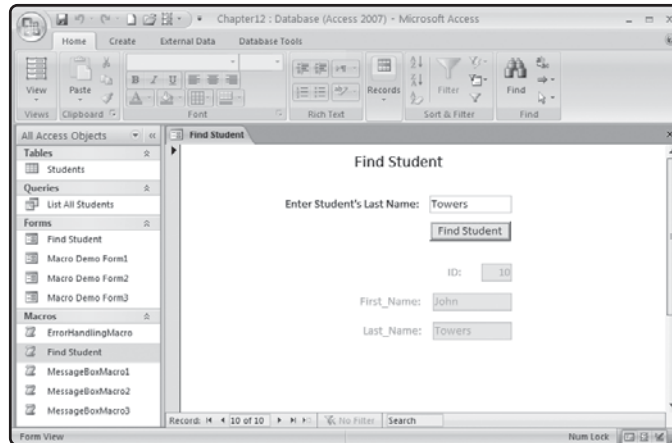 Chapter12 : Database (Access 2007) - Microsoft Access
Home Create External Data Database Tools
View Paste Records Filter Find
B I U
A
Views Clipboard Font Rich Text Sort & Filter Find
All Access Objects
Find Student
Tables
Students
Queries
List All Students
Forms
Find Student
Macro Demo Form1
Macro Demo Form2
Macro Demo Form3
Macros
ErrorHandlingMacro
Find Student
MessageBoxMacro1
MessageBoxMacro2
MessageBoxMacro3
Find Student
Enter Student's Last Name: Towers
Find Student
ID: 10
First_Name: John
Last_Name: Towers
Record: 10 of 10 No Filter Search
Form View Num Lock